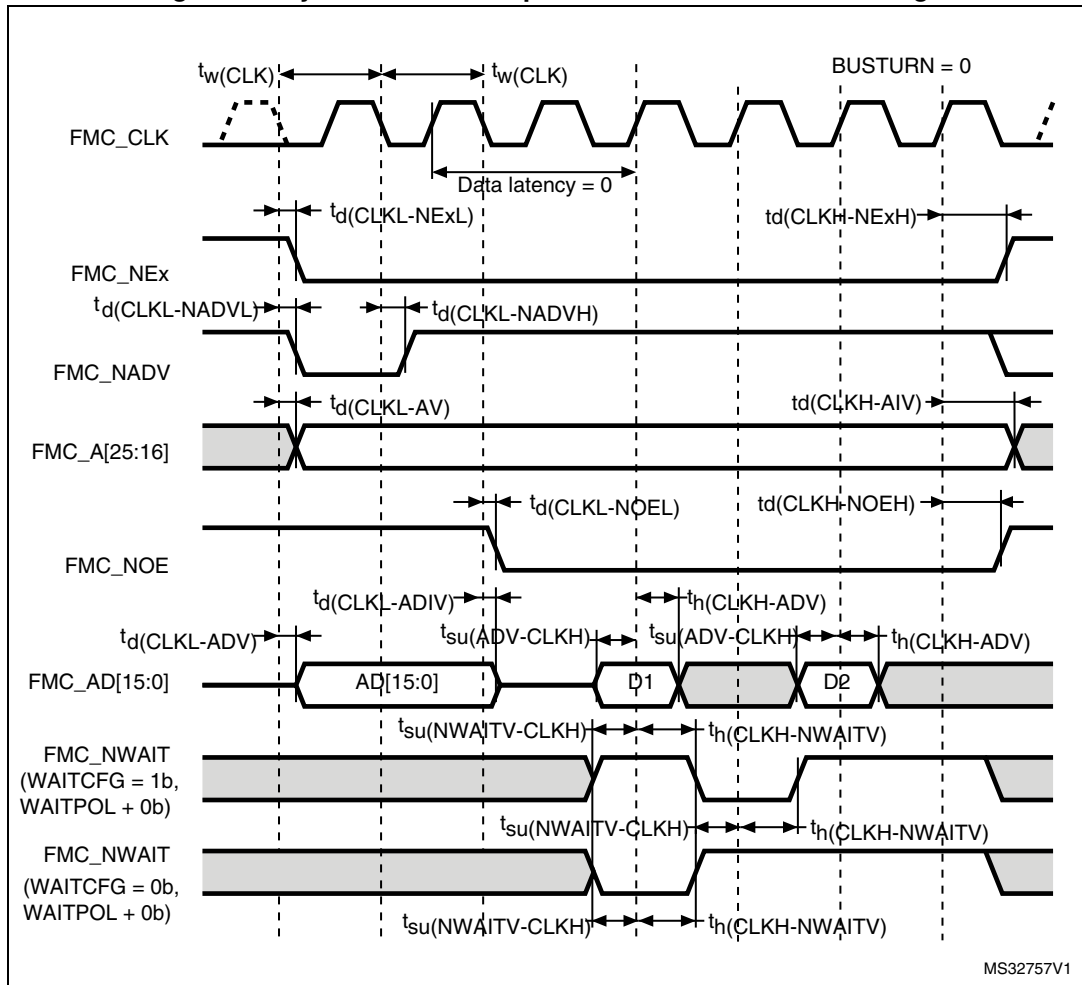 tw(CLK) tw(CLK) BUSTURN = 0
FMC_CLK
Data latency = 0
td(CLKL-NExL) td(CLKH-NExH)
FMC_NEx
td(CLKL-NADVL) td(CLKL-NADVH)
FMC_NADV
td(CLKL-AV) td(CLKH-AIV)
FMC_A[25:16]
td(CLKL-NOEL) td(CLKH-NOEH)
FMC_NOE
td(CLKL-ADIV) th(CLKH-ADV)
td(CLKL-ADV) tsu(ADV-CLKH) tsu(ADV-CLKH) th(CLKH-ADV)
FMC_AD[15:0] AD[15:0] D1 D2
tsu(NWAITV-CLKH) th(CLKH-NWAITV)
FMC_NWAIT
(WAITCFG = 1b,
WAITPOL + 0b)
tsu(NWAITV-CLKH) th(CLKH-NWAITV)
FMC_NWAIT
(WAITCFG = 0b,
WAITPOL + 0b)
tsu(NWAITV-CLKH) th(CLKH-NWAITV)
MS32757V1